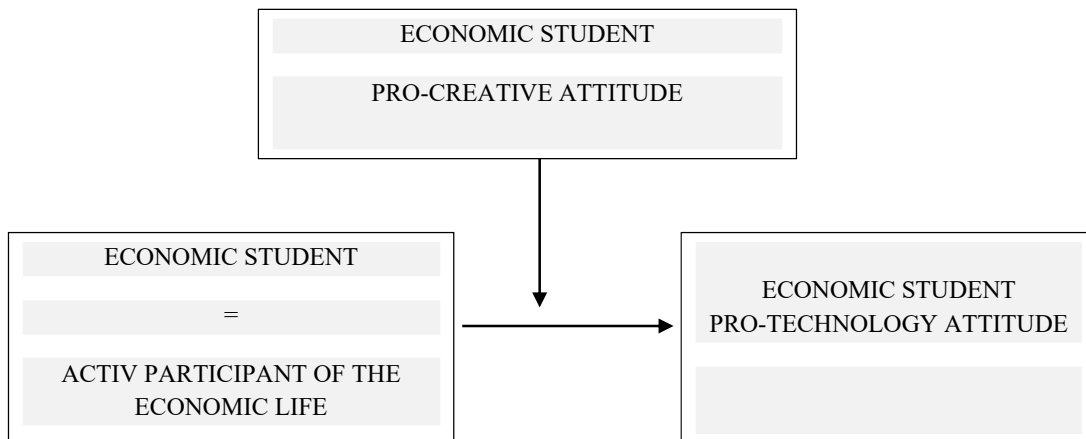 ECONOMIC STUDENT
PRO-CREATIVE ATTITUDE
ECONOMIC STUDENT
=
ACTIV PARTICIPANT OF THE
ECONOMIC LIFE
ECONOMIC STUDENT
PRO-TECHNOLOGY ATTITUDE